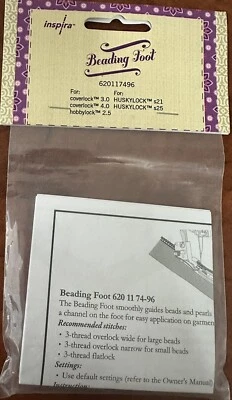 inspira™
Beading Foot
620117496
For: For:
coverlock™ 3.0 HUSKYLOCK™ s21
coverlock™ 4.0 HUSKYLOCK™ s25
hobbylock™ 2.5
Beading Foot 620 11 74-96
The Beading Foot smoothly guides beads and pearls
a channel on the foot for easy application on garmen
Recommended stitches:
• 3-thread overlock wide for large beads
• 3-thread overlock narrow for small beads
• 3-thread flatlock
Settings:
• Use default settings (refer to the Owner's Manual)